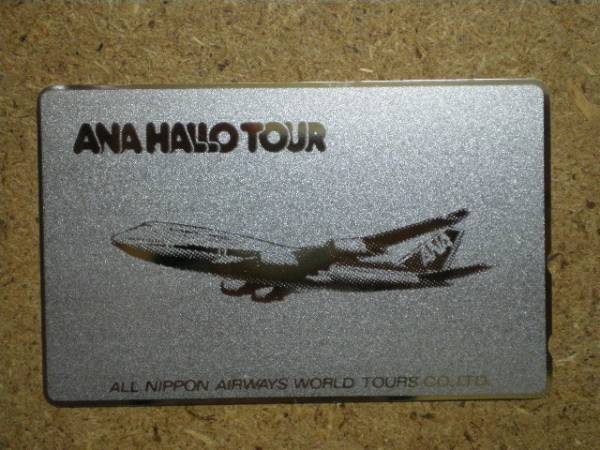 ANA HALLO TOUR
ANA
ALL NIPPON AIRWAYS WORLD TOURS CO., LTD.